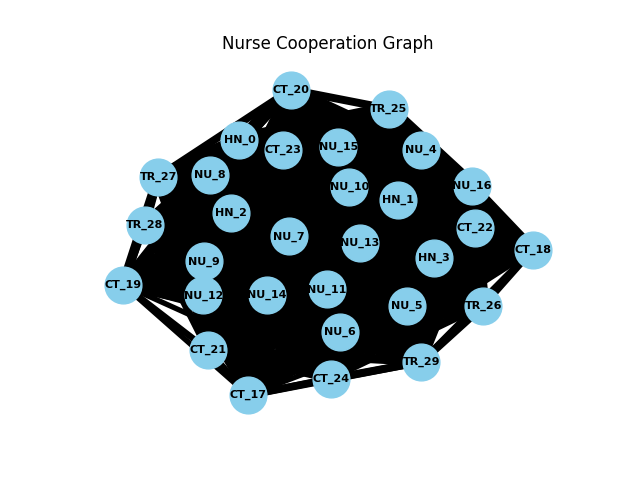 Nurse Cooperation Graph
CT_20
TR_25
HN_0
CT_23
NU_15
NU_4
TR_27
NU_8
NU_10
NU_16
HN_1
HN_2
TR_28
CT_22
NU_7
NU_13
CT_18
HN_3
NU_9
CT_19
NU_12
NU_14
NU_11
NU_5
TR_26
NU_6
CT_21
TR_29
CT_24
CT_17